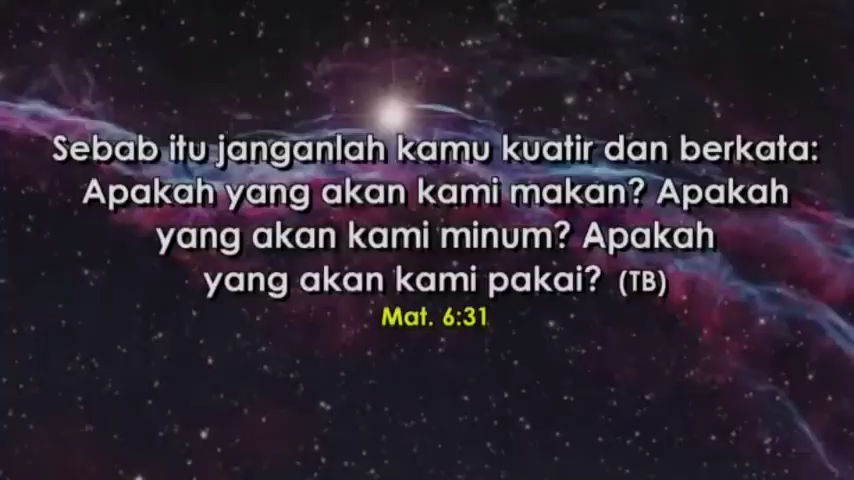 Sebab itu janganlah kamu kuatir dan berkata:
Apakah yang akan kami makan? Apakah
yang akan kami minum? Apakah
yang akan kami pakai? (TB)
Mat. 6:31